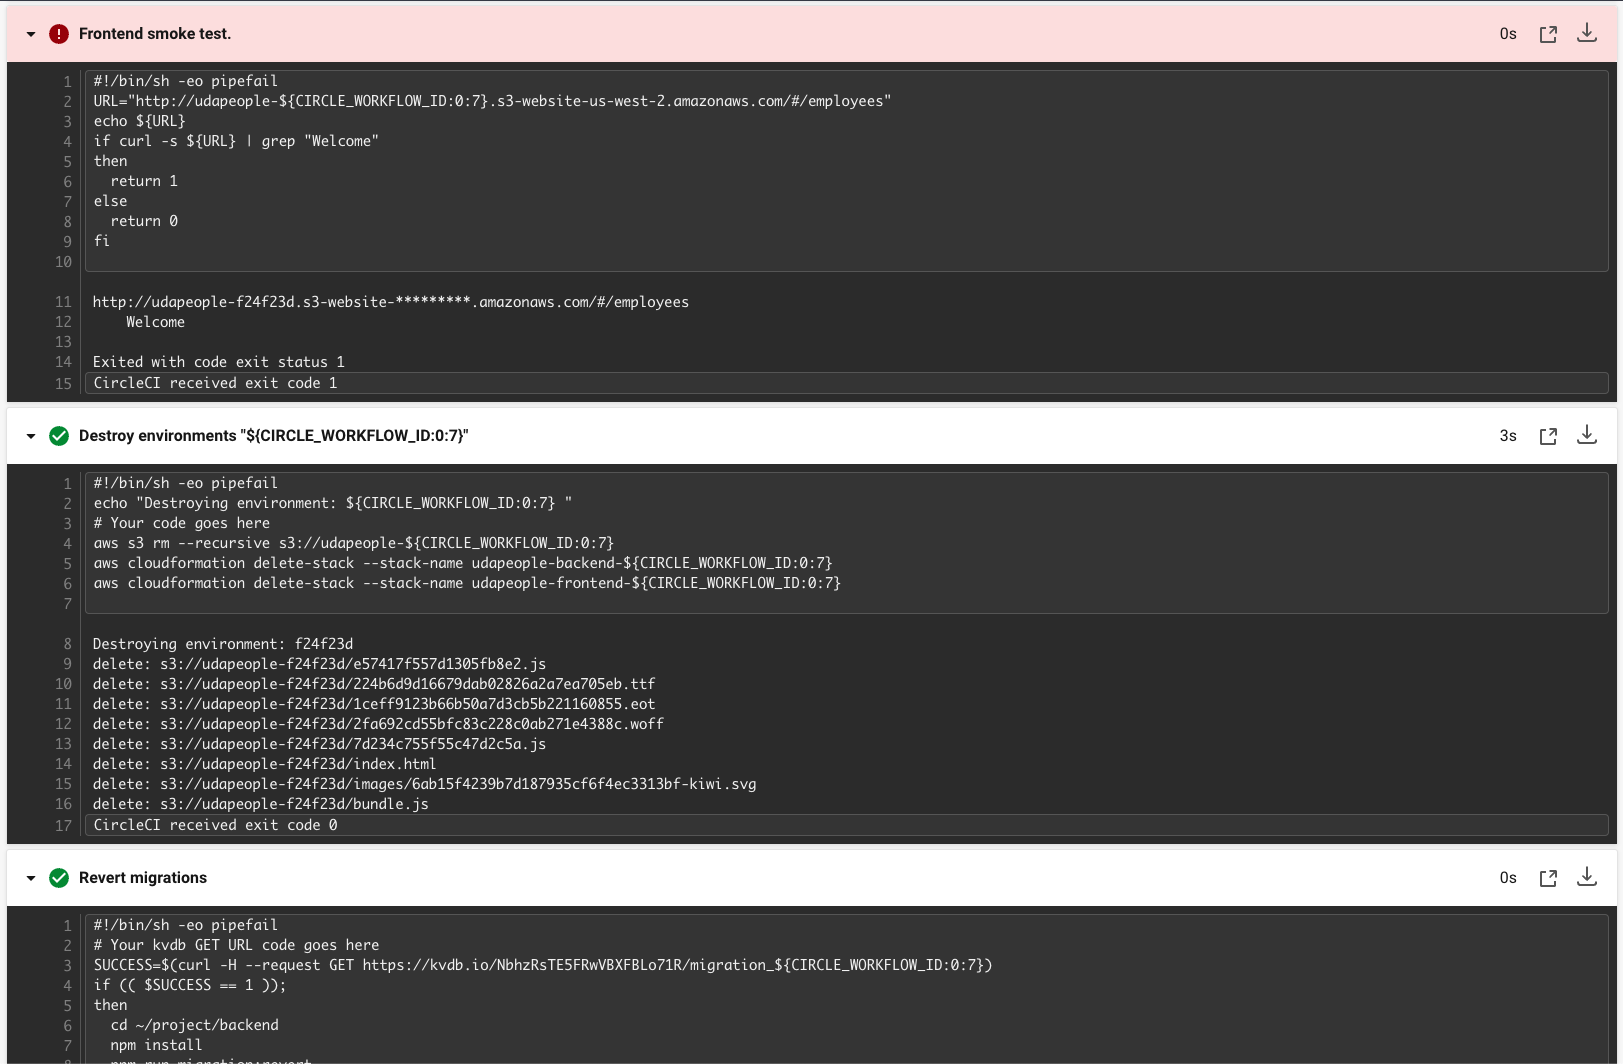 Frontend smoke test.
0s
1 #!/bin/sh -eo pipefail
2 URL="http://udapeople-${CIRCLE_WORKFLOW_ID:0:7}.s3-website-us-west-2.amazonaws.com/#/employees"
3 echo ${URL}
4 if curl -s ${URL} | grep "Welcome"
5 then
6   return 1
7 else
8   return 0
9 fi
10
11 http://udapeople-f24f23d.s3-website-*********.amazonaws.com/#/employees
12     Welcome
13
14 Exited with code exit status 1
15 CircleCI received exit code 1
Destroy environments "${CIRCLE_WORKFLOW_ID:0:7}"
3s
1 #!/bin/sh -eo pipefail
2 echo "Destroying environment: ${CIRCLE_WORKFLOW_ID:0:7} "
3 # Your code goes here
4 aws s3 rm --recursive s3://udapeople-${CIRCLE_WORKFLOW_ID:0:7}
5 aws cloudformation delete-stack --stack-name udapeople-backend-${CIRCLE_WORKFLOW_ID:0:7}
6 aws cloudformation delete-stack --stack-name udapeople-frontend-${CIRCLE_WORKFLOW_ID:0:7}
7
8 Destroying environment: f24f23d
9 delete: s3://udapeople-f24f23d/e57417f557d1305fb8e2.js
10 delete: s3://udapeople-f24f23d/224b6d9d16679dab02826a2a7ea705eb.ttf
11 delete: s3://udapeople-f24f23d/1ceff9123b66b50a7d3cb5b221160855.eot
12 delete: s3://udapeople-f24f23d/2fa692cd55bfc83c228c0ab271e4388c.woff
13 delete: s3://udapeople-f24f23d/7d234c755f55c47d2c5a.js
14 delete: s3://udapeople-f24f23d/index.html
15 delete: s3://udapeople-f24f23d/images/6ab15f4239b7d187935cf6f4ec3313bf-kiwi.svg
16 delete: s3://udapeople-f24f23d/bundle.js
17 CircleCI received exit code 0
Revert migrations
0s
1 #!/bin/sh -eo pipefail
2 # Your kvdb GET URL code goes here
3 SUCCESS=$(curl -H --request GET https://kvdb.io/NbhzRsTE5FRwVBXFBLo71R/migration_${CIRCLE_WORKFLOW_ID:0:7})
4 if (( $SUCCESS == 1 ));
5 then
6   cd ~/project/backend
7   npm install